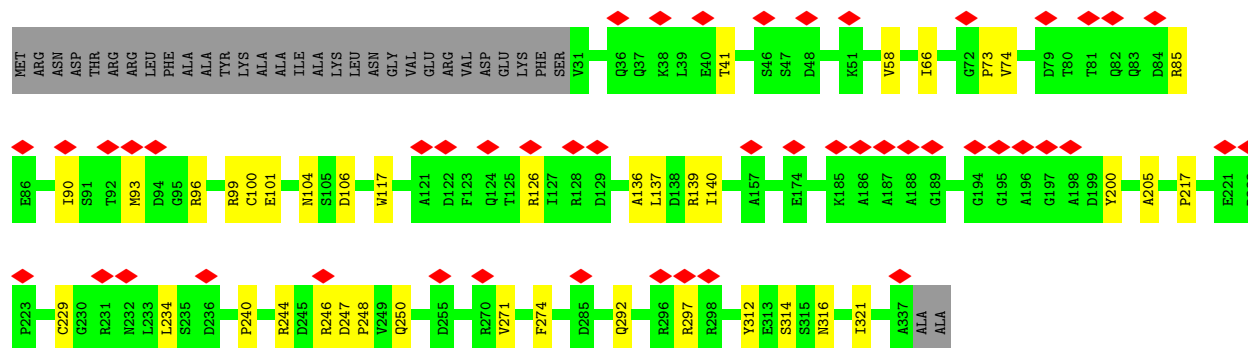 MET ARG ASN ASP THR ARG ARG LEU PHE ALA ALA TYR LYS ALA ALA ILE ALA LYS LEU ASN GLY VAL GLU ARG VAL ASP GLU LYS PHE SER V31 Q36 Q37 K38 L39 E40 T41 S46 S47 D48 K51 V58 I66 G72 P73 V74 D79 T80 T81 Q82 Q83 D84 R85
E86 I90 S91 T92 M93 D94 G95 R96 R99 C100 E101 N104 S105 D106 W117 A121 D122 F123 Q124 T125 R126 I127 R128 D129 A136 L137 D138 R139 I140 A157 E174 K185 A186 A187 A188 G189 G194 G195 A196 G197 A198 D199 Y200 A205 P217 E221
P223 C229 G230 R231 N232 L233 L234 S235 D236 P240 R244 D245 R246 D247 P248 V249 Q250 D255 R270 V271 F274 D285 Q292 R296 R297 R298 Y312 E313 S314 S315 N316 I321 A337 ALA ALA